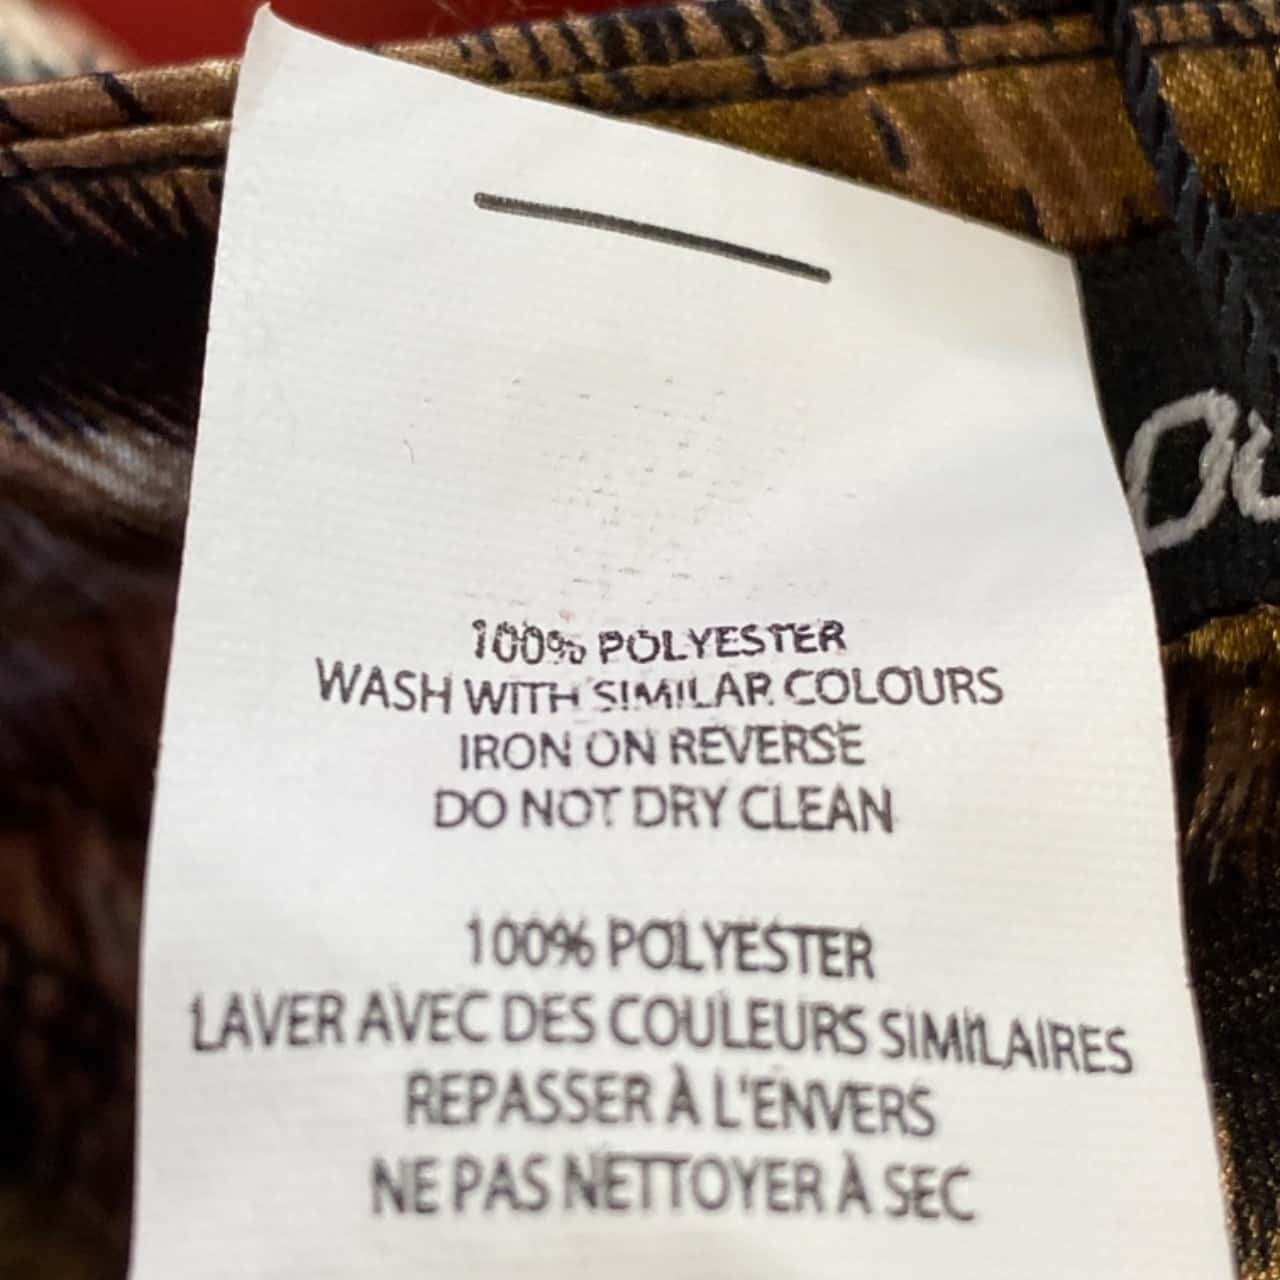 100% POLYESTER
WASH WITH SIMILAR COLOURS
IRON ON REVERSE
DO NOT DRY CLEAN
100% POLYESTER
LAVER AVEC DES COULEURS SIMILAIRES
REPASSER À L'ENVERS
NE PAS NETTOYER À SEC